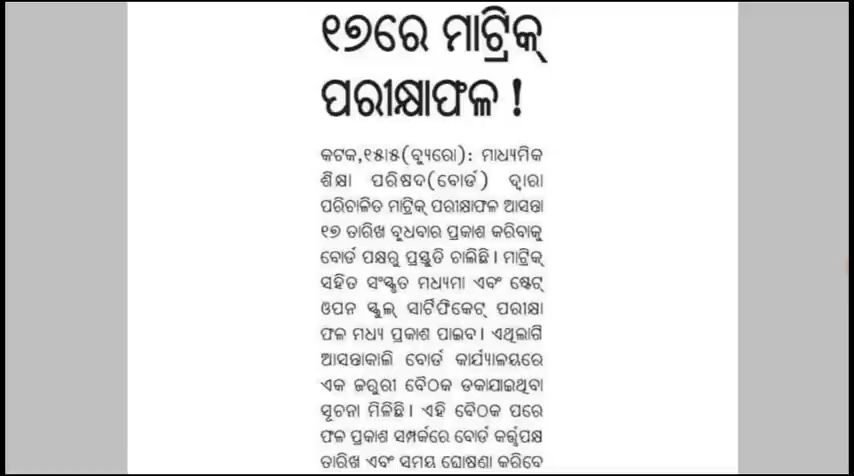 ୧୭ରେ ମାଟ୍ରିକ୍
ପରୀକ୍ଷାଫଳ !
କଟକ,୧୫।୫(ବ୍ୟୁରୋ): ମାଧ୍ୟମିକ
ଶିକ୍ଷା ପରିଷଦ(ବୋର୍ଡ) ଦ୍ୱାରା
ପରିଚାଳିତ ମାଟ୍ରିକ୍ ପରୀକ୍ଷାଫଳ ଆସନ୍ତା
୧୭ ତାରିଖ ବୁଧବାର ପ୍ରକାଶ କରିବାକୁ
ବୋର୍ଡ ପକ୍ଷରୁ ପ୍ରସ୍ତୁତି ଚାଲିଛି । ମାଟ୍ରିକ୍
ସହିତ ସଂସ୍କୃତ ମଧ୍ୟମା ଏବଂ ଷ୍ଟେଟ୍
ଓପନ ସ୍କୁଲ୍ ସାର୍ଟିଫିକେଟ୍ ପରୀକ୍ଷା
ଫଳ ମଧ୍ୟ ପ୍ରକାଶ ପାଇବ । ଏଥିଲାଗି
ଆସନ୍ତାକାଲି ବୋର୍ଡ କାର୍ଯ୍ୟାଳୟରେ
ଏକ ଜରୁରୀ ବୈଠକ ଡକାଯାଇଥିବା
ସୂଚନା ମିଳିଛି । ଏହି ବୈଠକ ପରେ
ଫଳ ପ୍ରକାଶ ସମ୍ପର୍କରେ ବୋର୍ଡ କର୍ତ୍ତୃପକ୍ଷ
ତାରିଖ ଏବଂ ସମୟ ଘୋଷଣା କରିବେ